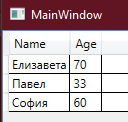 MainWindow
Name Age
Елизавета 70
Павел 33
София 60